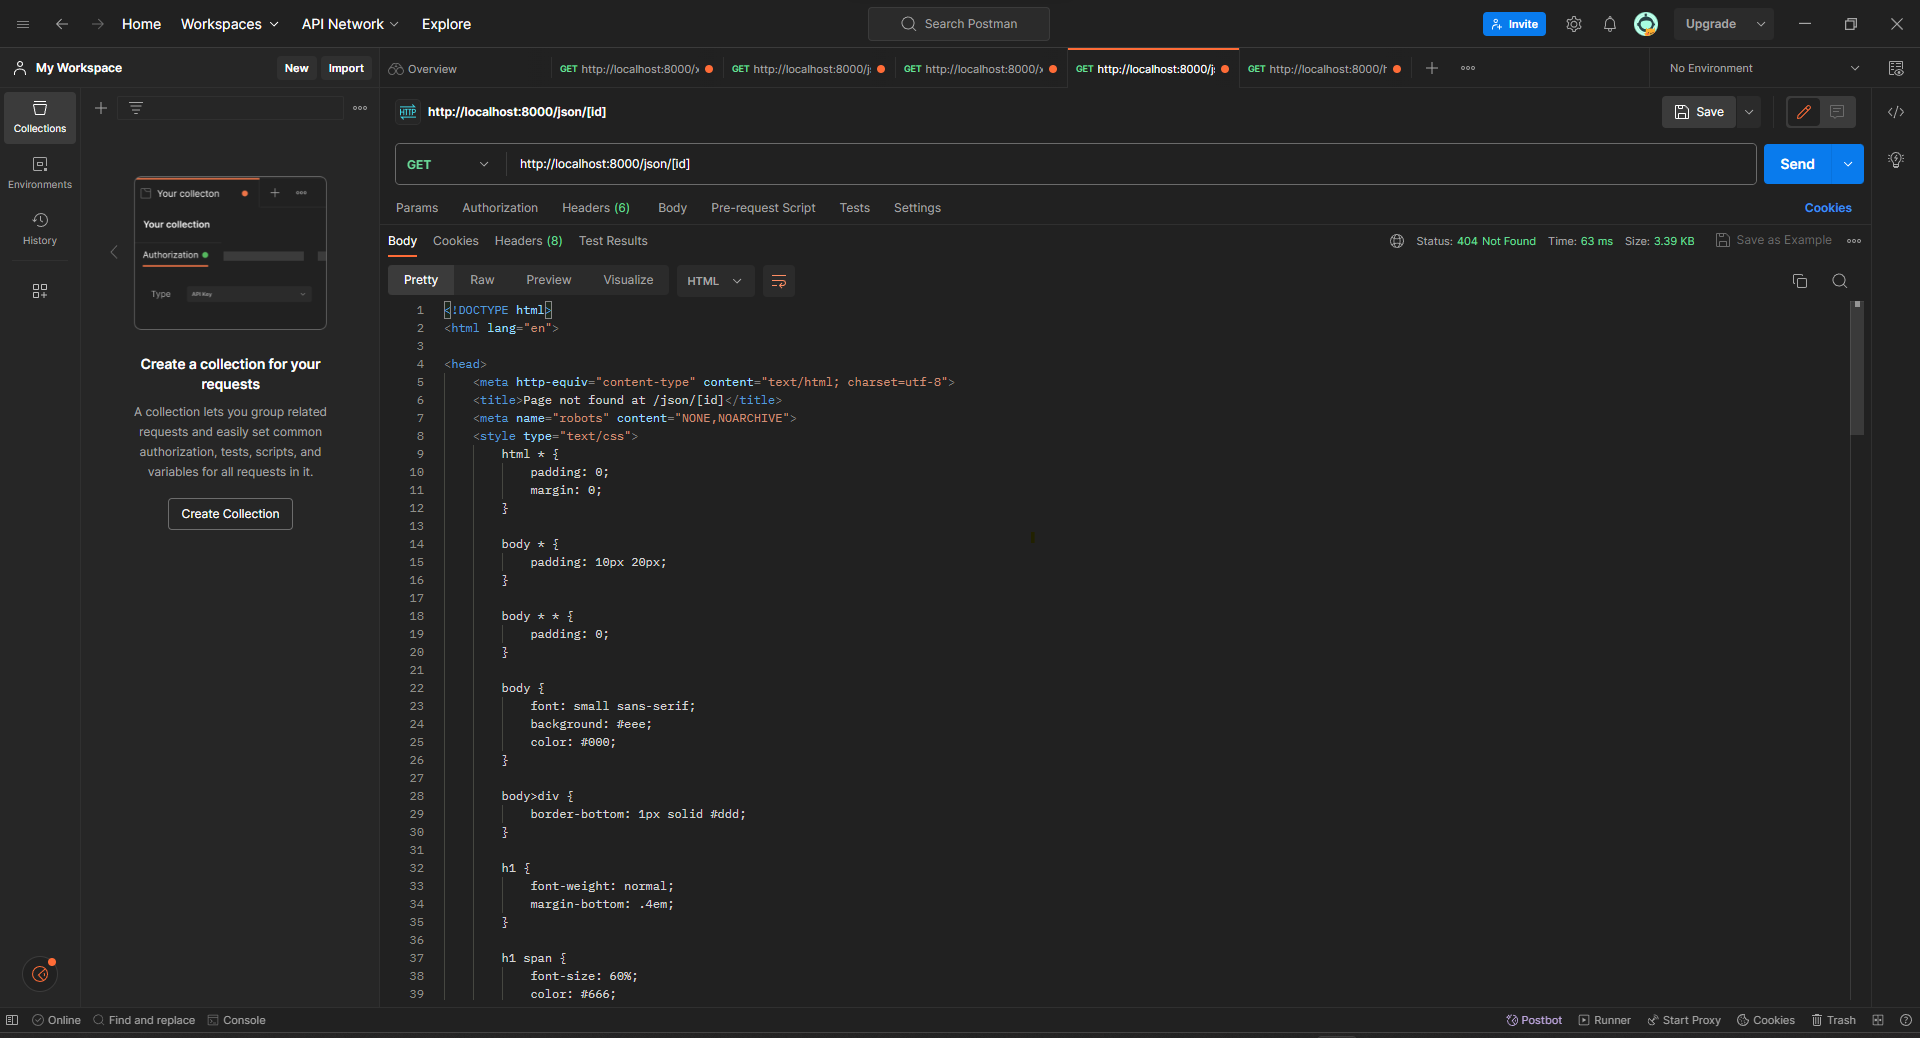 Home Workspaces API Network Explore Search Postman Invite Upgrade
My Workspace New Import Overview GET http://localhost:8000/ GET http://localhost:8000/j GET http://localhost:8000/ GET http://localhost:8000/j GET http://localhost:8000/ No Environment
Collections
Environments
History
Your collecton
Your collection
Authorization
Type API Key
Create a collection for your
requests
A collection lets you group related
requests and easily set common
authorization, tests, scripts, and
variables for all requests in it.
Create Collection
HTTP http://localhost:8000/json/[id] Save
GET http://localhost:8000/json/[id] Send
Params Authorization Headers (6) Body Pre-request Script Tests Settings Cookies
Body Cookies Headers (8) Test Results Status: 404 Not Found Time: 63 ms Size: 3.39 KB Save as Example
Pretty Raw Preview Visualize HTML
1 <!DOCTYPE html>
2 <html lang="en">
3
4 <head>
5 <meta http-equiv="content-type" content="text/html; charset=utf-8">
6 <title>Page not found at /json/[id]</title>
7 <meta name="robots" content="NONE,NOARCHIVE">
8 <style type="text/css">
9 html * {
10 padding: 0;
11 margin: 0;
12 }
13
14 body * {
15 padding: 10px 20px;
16 }
17
18 body * * {
19 padding: 0;
20 }
21
22 body {
23 font: small sans-serif;
24 background: #eee;
25 color: #000;
26 }
27
28 body>div {
29 border-bottom: 1px solid #ddd;
30 }
31
32 h1 {
33 font-weight: normal;
34 margin-bottom: .4em;
35 }
36
37 h1 span {
38 font-size: 60%;
39 color: #666;
Online Find and replace Console Postbot Runner Start Proxy Cookies Trash